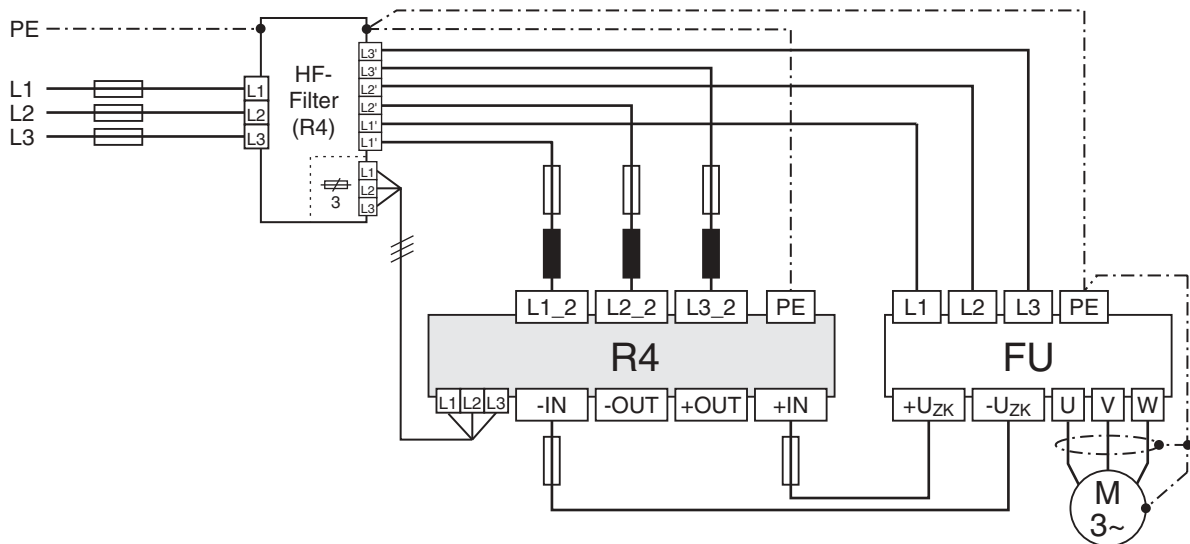 PE
L1
L2
L3
HF-
Filter
(R4)
L1
L2
L3
L3'
L3'
L2'
L2'
L1'
L1'
3
L1
L2
L3
L1_2 L2_2 L3_2 PE
L1 L2 L3 PE
R4
FU
L1 L2 L3 -IN -OUT +OUT +IN
+UZK -UZK U V W
M
3~